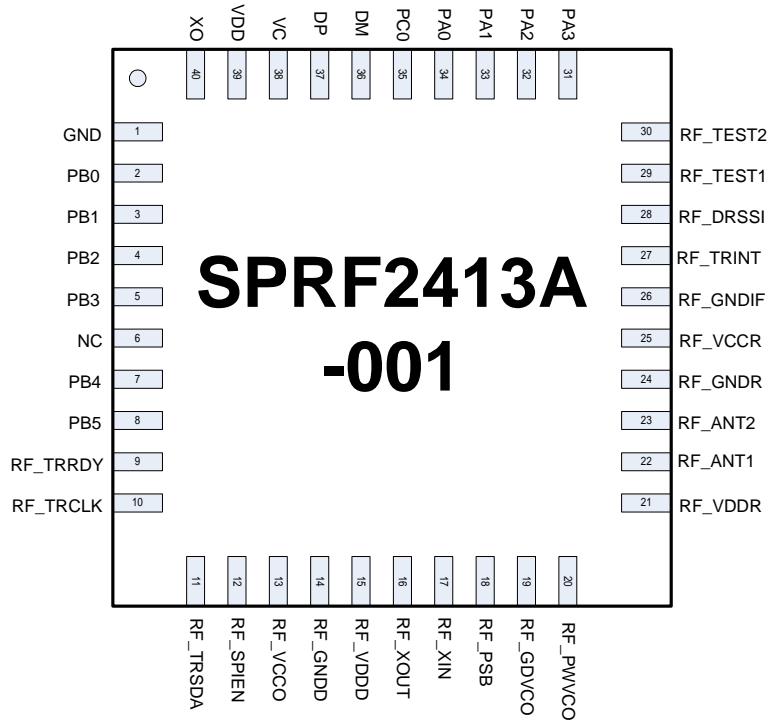 XO VDD VC DP DM PC0 PA0 PA1 PA2 PA3
40 39 38 37 36 35 34 33 32 31
GND 1 30 RF_TEST2
PB0 2 29 RF_TEST1
PB1 3 28 RF_DRSSI
PB2 4 27 RF_TRINT
PB3 5 26 RF_GNDIF
NC 6 25 RF_VCCR
PB4 7 24 RF_GNDR
PB5 8 23 RF_ANT2
RF_TRRDY 9 22 RF_ANT1
RF_TRCLK 10 21 RF_VDDR
SPRF2413A
-001
11 12 13 14 15 16 17 18 19 20
RF_TRSDA RF_SPIEN RF_VCCO RF_GNDD RF_VDDD RF_XOUT RF_XIN RF_PSB RF_GDVCO RF_PWVCO